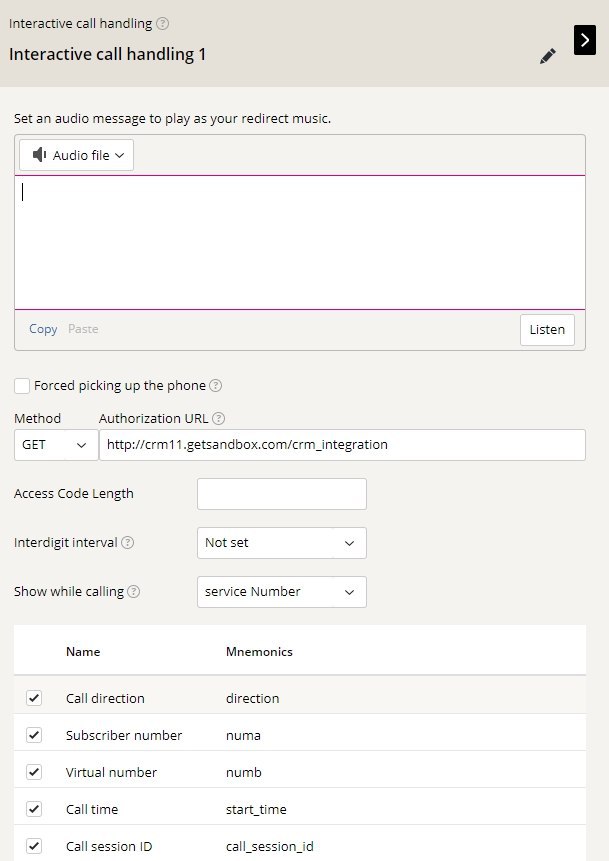 Interactive call handling ?
Interactive call handling 1
Set an audio message to play as your redirect music.
Audio file
Copy Paste Listen
Forced picking up the phone ?
Method Authorization URL ?
GET http://crm11.getsandbox.com/crm_integration
Access Code Length
Interdigit interval ? Not set
Show while calling ? service Number
Name Mnemonics
Call direction direction
Subscriber number numa
Virtual number numb
Call time start_time
Call session ID call_session_id